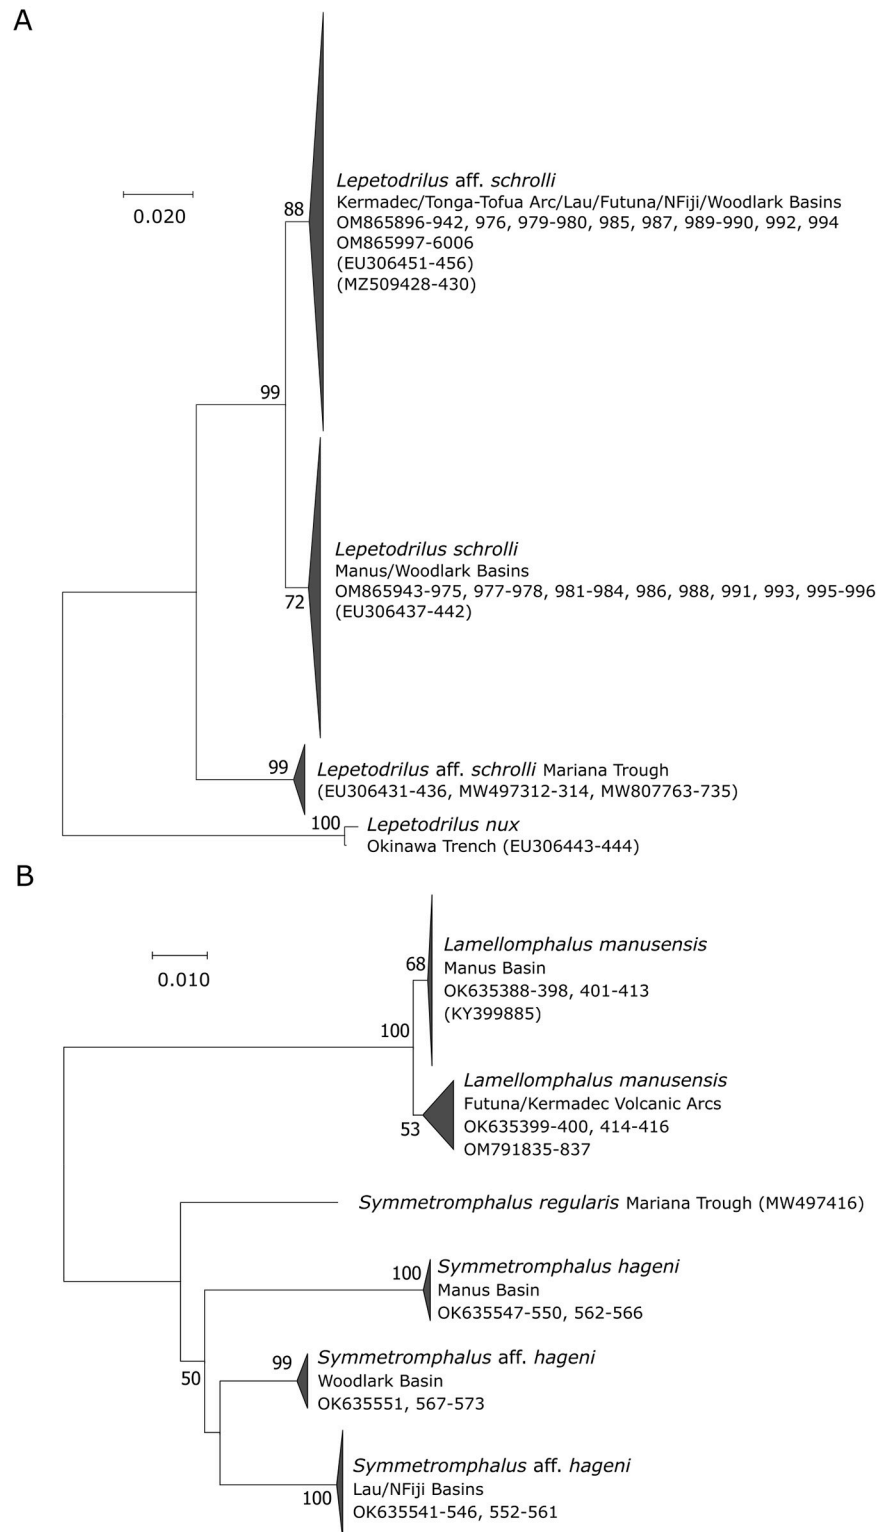 A
Lepetodrilus aff. schrolli
Kermadec/Tonga-Tofua Arc/Lau/Futuna/NFiji/Woodlark Basins
OM865896-942, 976, 979-980, 985, 987, 989-990, 992, 994
OM865997-6006
(EU306451-456)
(MZ509428-430)
0.020
88
99
Lepetodrilus schrolli
Manus/Woodlark Basins
OM865943-975, 977-978, 981-984, 986, 988, 991, 993, 995-996
(EU306437-442)
72
99
Lepetodrilus aff. schrolli Mariana Trough
(EU306431-436, MW497312-314, MW807763-735)
100
Lepetodrilus nux
Okinawa Trench (EU306443-444)
B
0.010
68
Lamellomphalus manusensis
Manus Basin
OK635388-398, 401-413
(KY399885)
100
Lamellomphalus manusensis
Futuna/Kermadec Volcanic Arcs
OK635399-400, 414-416
OM791835-837
53
Symmetromphalus regularis Mariana Trough (MW497416)
100
Symmetromphalus hageni
Manus Basin
OK635547-550, 562-566
50
99
Symmetromphalus aff. hageni
Woodlark Basin
OK635551, 567-573
Symmetromphalus aff. hageni
Lau/NFiji Basins
OK635541-546, 552-561
100